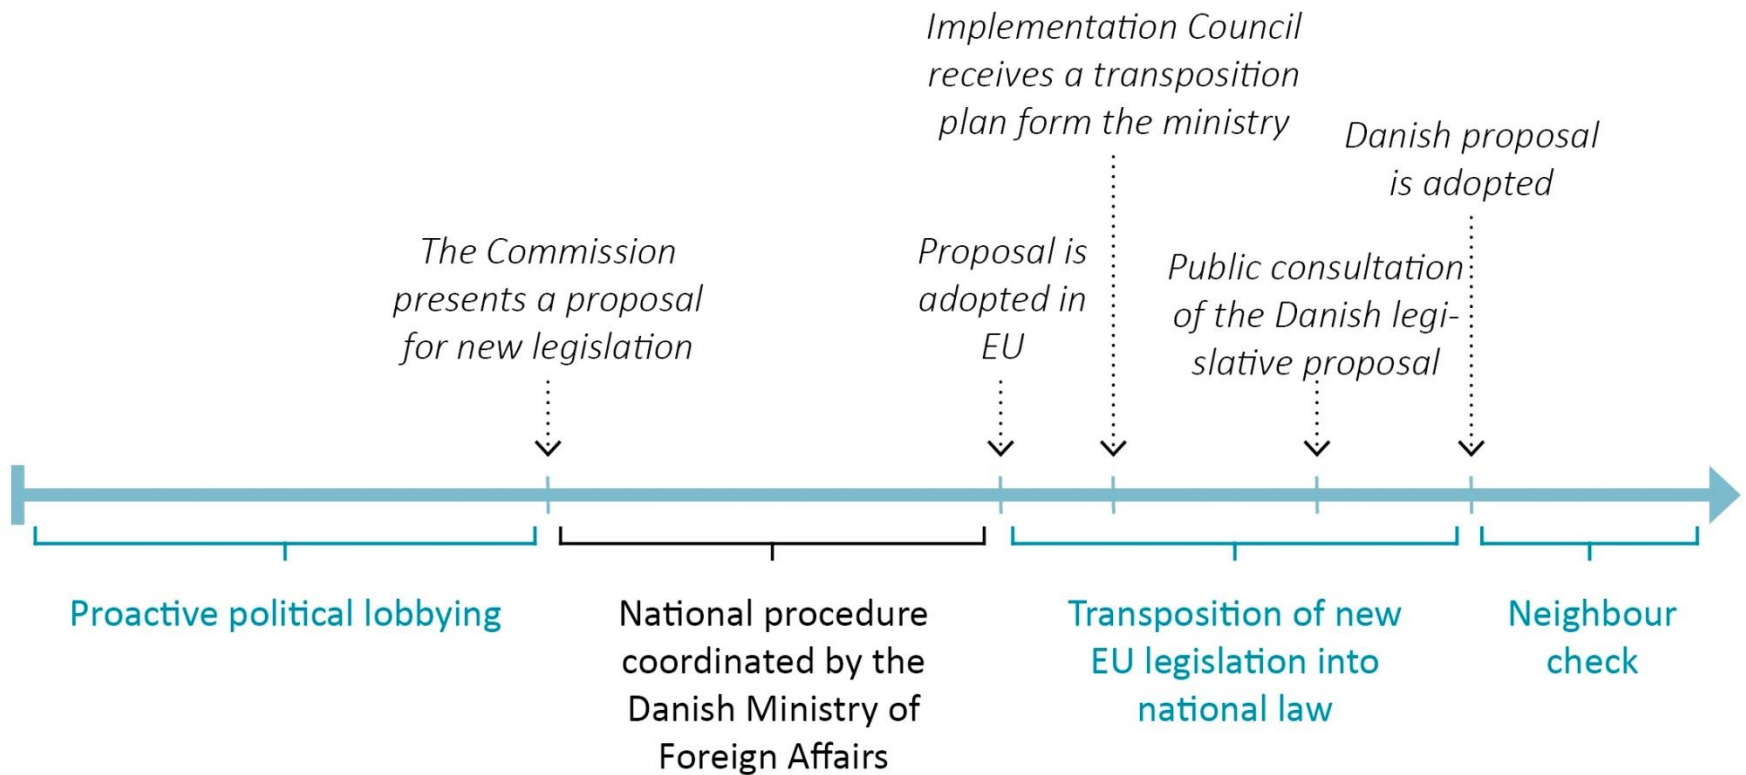 Implementation Council
receives a transposition
plan form the ministry
Danish proposal
is adopted
The Commission
presents a proposal
for new legislation
Proposal is
adopted in
EU
Public consultation
of the Danish legi-
slative proposal
Proactive political lobbying
National procedure
coordinated by the
Danish Ministry of
Foreign Affairs
Transposition of new
EU legislation into
national law
Neighbour
check